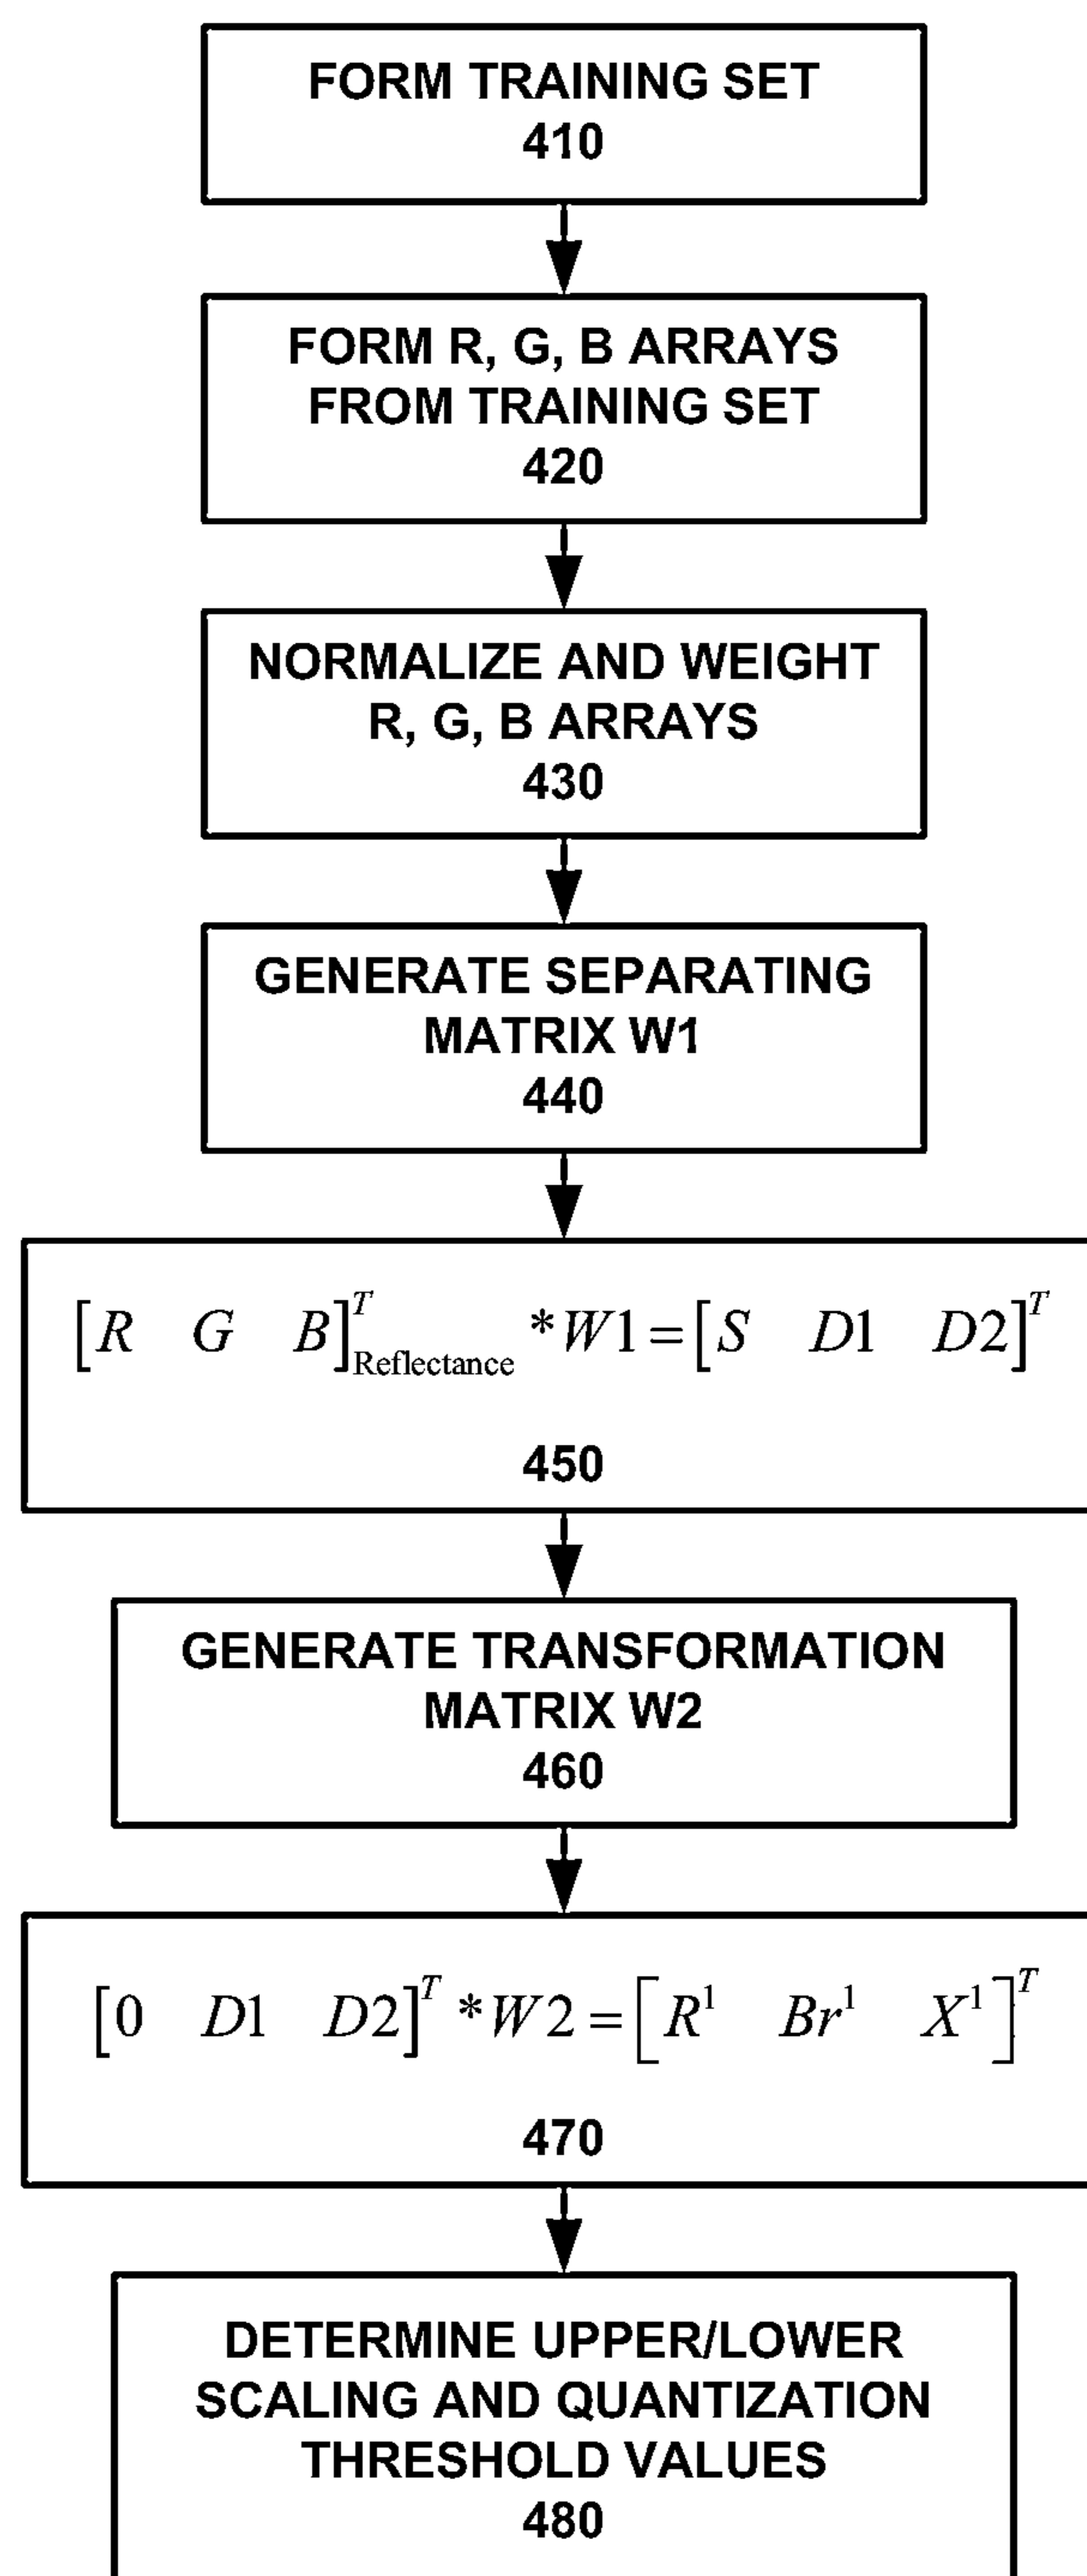 FORM TRAINING SET
410
FORM R, G, B ARRAYS
FROM TRAINING SET
420
NORMALIZE AND WEIGHT
R, G, B ARRAYS
430
GENERATE SEPARATING
MATRIX W1
440
[R G B]^T_Reflectance *W1=[S D1 D2]^T
450
GENERATE TRANSFORMATION
MATRIX W2
460
[0 D1 D2]^T *W2=[R^1 Br^1 X^1]^T
470
DETERMINE UPPER/LOWER
SCALING AND QUANTIZATION
THRESHOLD VALUES
480